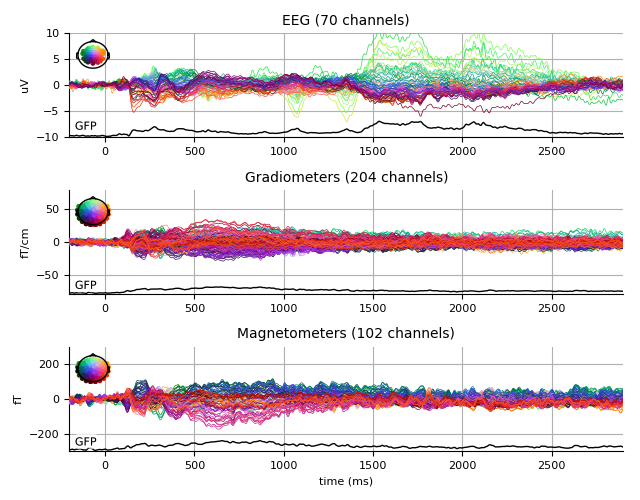 EEG (70 channels)
10
5
0
−5
−10
uV
GFP
0 500 1000 1500 2000 2500
Gradiometers (204 channels)
50
0
−50
fT/cm
GFP
0 500 1000 1500 2000 2500
Magnetometers (102 channels)
200
0
−200
fT
GFP
0 500 1000 1500 2000 2500
time (ms)